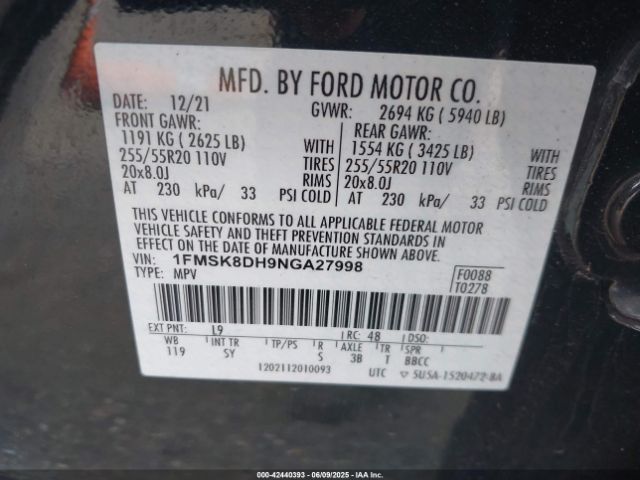 MFD. BY FORD MOTOR CO.
DATE: 12/21 GVWR: 2694 KG ( 5940 LB)
FRONT GAWR: REAR GAWR:
1191 KG ( 2625 LB) WITH 1554 KG ( 3425 LB) WITH
255/55R20 110V TIRES 255/55R20 110V TIRES
20x8.0J RIMS 20x8.0J RIMS
AT 230 kPa/ 33 PSI COLD AT 230 kPa/ 33 PSI COLD
THIS VEHICLE CONFORMS TO ALL APPLICABLE FEDERAL MOTOR
VEHICLE SAFETY AND THEFT PREVENTION STANDARDS IN
EFFECT ON THE DATE OF MANUFACTURE SHOWN ABOVE.
VIN: 1FMSK8DH9NGA27998
TYPE: MPV
F0088
T0278
EXT PNT: L9 RC: 48 DSO:
WB INT TR TP/PS R AXLE TR SPR
119 SY S 3B T BBCC
1202112010093 UTC ▽ 5U5A-1520472-BA
00-42440393 - 06/09/2025 - IAA Inc.